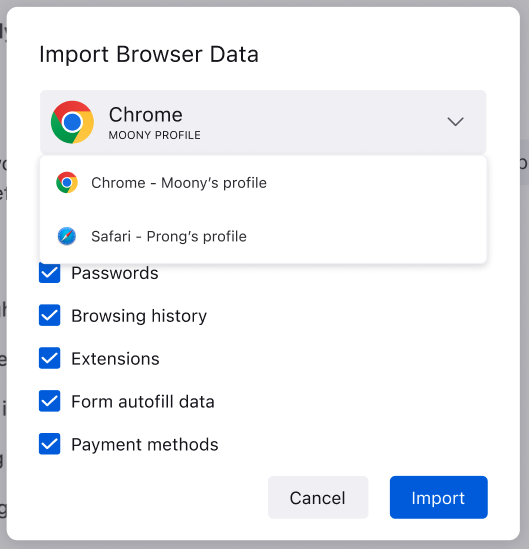 Import Browser Data
Chrome
MOONY PROFILE
Chrome - Moony's profile
Safari - Prong's profile
Passwords
Browsing history
Extensions
Form autofill data
Payment methods
Cancel
Import